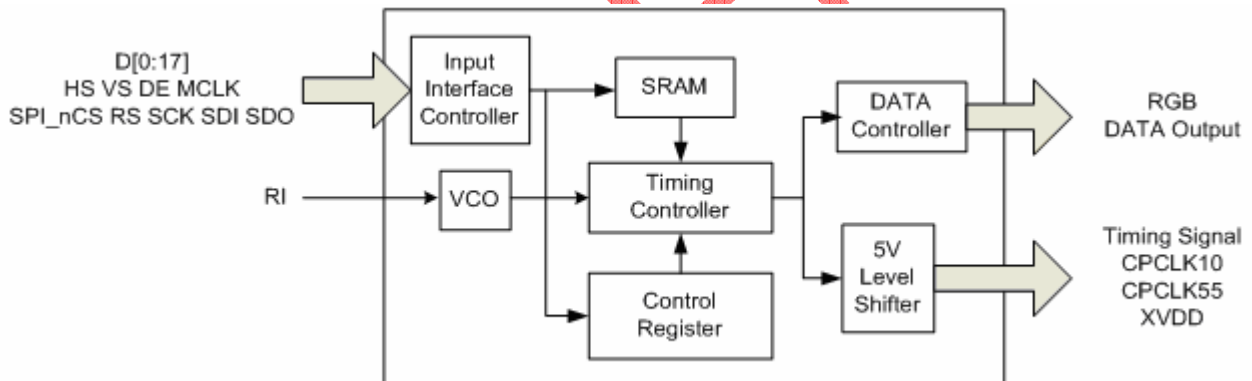 D[0:17]
HS VS DE MCLK
SPI_nCS RS SCK SDI SDO
Input
Interface
Controller
SRAM
DATA
Controller
RGB
DATA Output
RI
VCO
Timing
Controller
Control
Register
5V
Level
Shifter
Timing Signal
CPCLK10
CPCLK55
XVDD